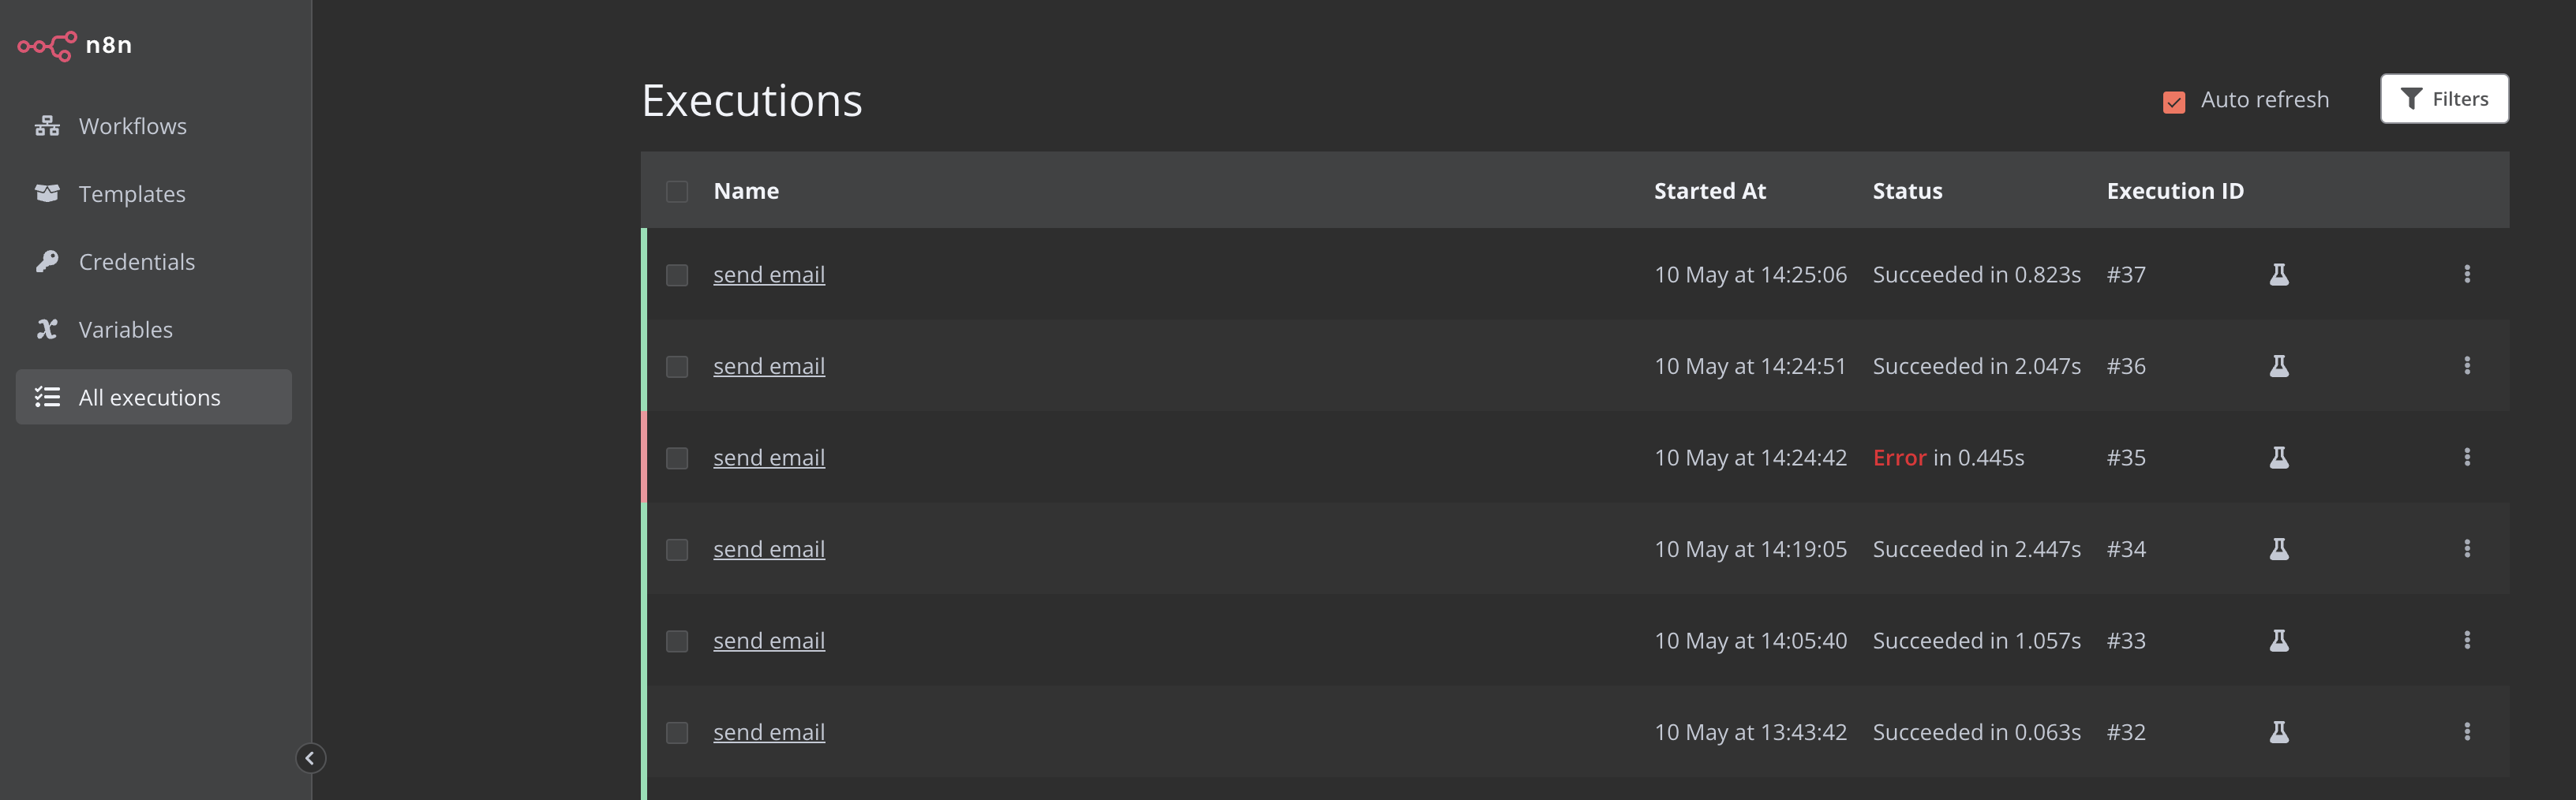 n8n
Workflows
Templates
Credentials
Variables
All executions
Executions
Auto refresh
Filters
Name Started At Status Execution ID
send email 10 May at 14:25:06 Succeeded in 0.823s #37
send email 10 May at 14:24:51 Succeeded in 2.047s #36
send email 10 May at 14:24:42 Error in 0.445s #35
send email 10 May at 14:19:05 Succeeded in 2.447s #34
send email 10 May at 14:05:40 Succeeded in 1.057s #33
send email 10 May at 13:43:42 Succeeded in 0.063s #32